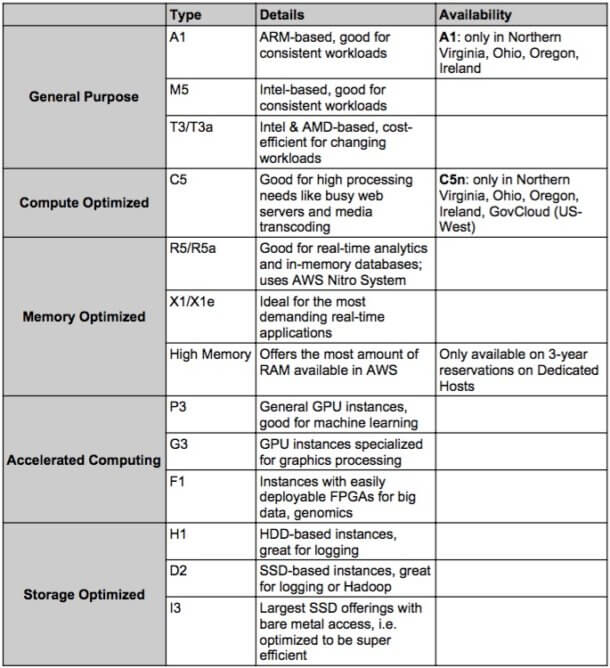 Type Details Availability
General Purpose
A1 ARM-based, good for
consistent workloads
A1: only in Northern
Virginia, Ohio, Oregon,
Ireland
M5 Intel-based, good for
consistent workloads
T3/T3a Intel & AMD-based, cost-
efficient for changing
workloads
Compute Optimized
C5 Good for high processing
needs like busy web
servers and media
transcoding
C5n: only in Northern
Virginia, Ohio, Oregon,
Ireland, GovCloud (US-
West)
Memory Optimized
R5/R5a Good for real-time analytics
and in-memory databases;
uses AWS Nitro System
X1/X1e Ideal for the most
demanding real-time
applications
High Memory Offers the most amount of
RAM available in AWS
Only available on 3-year
reservations on Dedicated
Hosts
Accelerated Computing
P3 General GPU instances,
good for machine learning
G3 GPU instances specialized
for graphics processing
F1 Instances with easily
deployable FPGAs for big
data, genomics
Storage Optimized
H1 HDD-based instances,
great for logging
D2 SSD-based instances, great
for logging or Hadoop
I3 Largest SSD offerings with
bare metal access, i.e.
optimized to be super
efficient